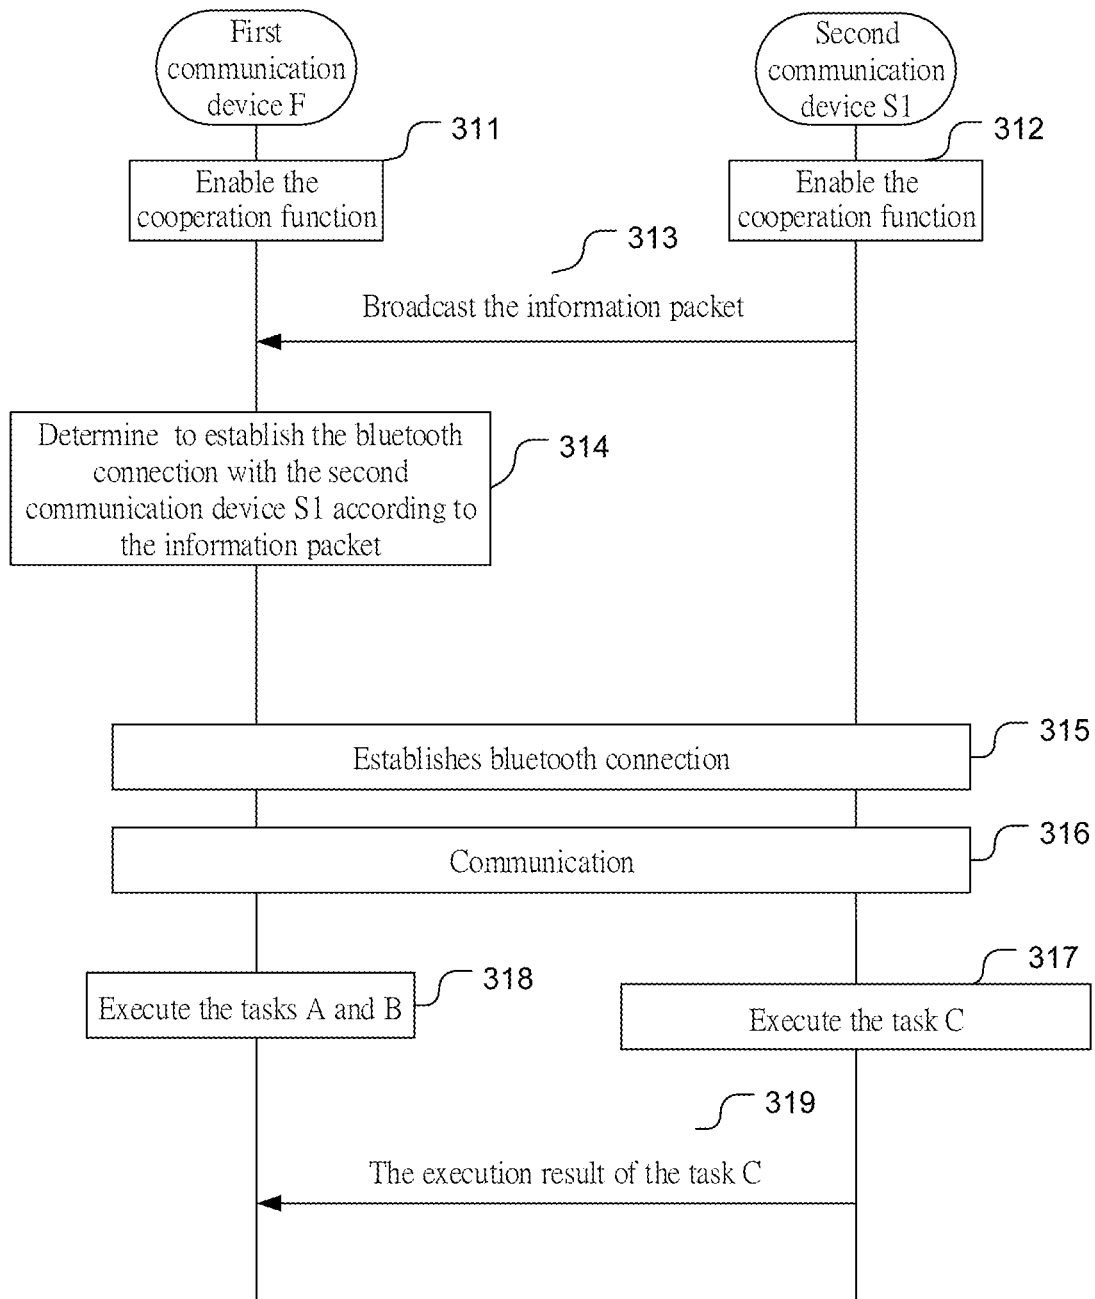 First
communication
device F
Second
communication
device S1
311
312
Enable the
cooperation function
Enable the
cooperation function
313
Broadcast the information packet
Determine to establish the bluetooth
connection with the second
communication device S1 according to
the information packet
314
315
Establishes bluetooth connection
316
Communication
317
318
Execute the tasks A and B
Execute the task C
319
The execution result of the task C